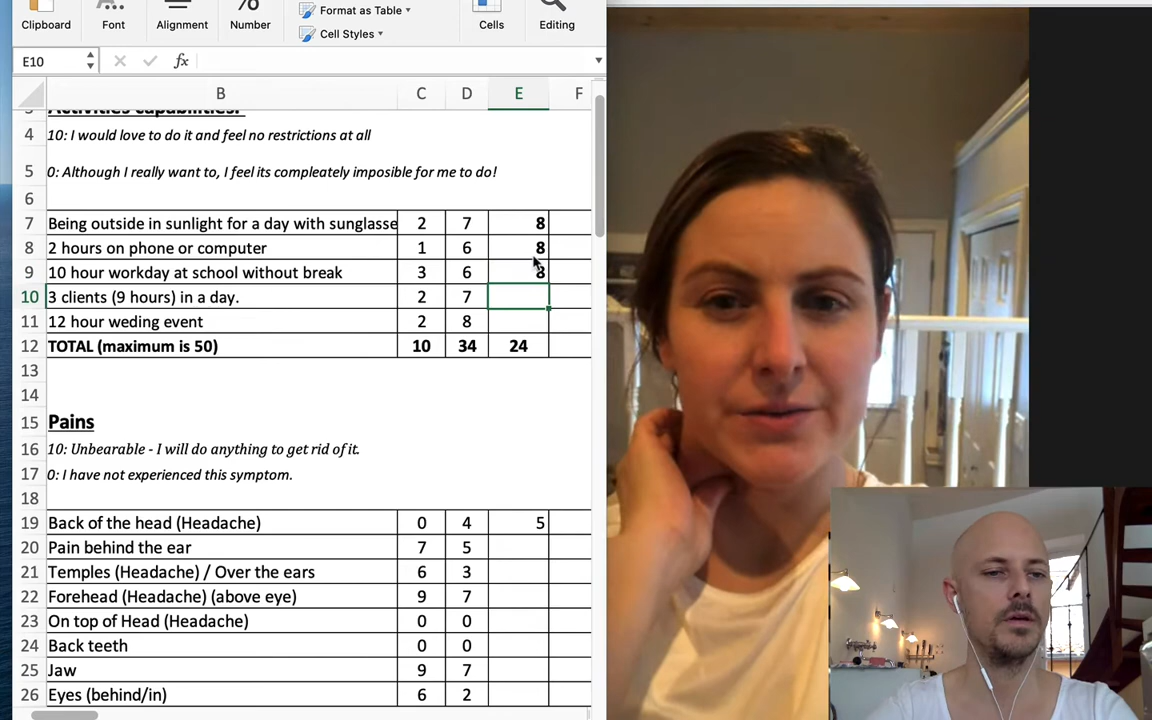 Clipboard Font Alignment Number Format as Table Cells Editing
Cell Styles
E10 fx
B C D E F
3 Activities capabilities:
4 10: I would love to do it and feel no restrictions at all
5 0: Although I really want to, I feel its compleately imposible for me to do!
6
7 Being outside in sunlight for a day with sunglasse 2 7 8
8 2 hours on phone or computer 1 6 8
9 10 hour workday at school without break 3 6 8
10 3 clients (9 hours) in a day. 2 7
11 12 hour weding event 2 8
12 TOTAL (maximum is 50) 10 34 24
13
14
15 Pains
16 10: Unbearable - I will do anything to get rid of it.
17 0: I have not experienced this symptom.
18
19 Back of the head (Headache) 0 4 5
20 Pain behind the ear 7 5
21 Temples (Headache) / Over the ears 6 3
22 Forehead (Headache) (above eye) 9 7
23 On top of Head (Headache) 0 0
24 Back teeth 0 0
25 Jaw 9 7
26 Eyes (behind/in) 6 2